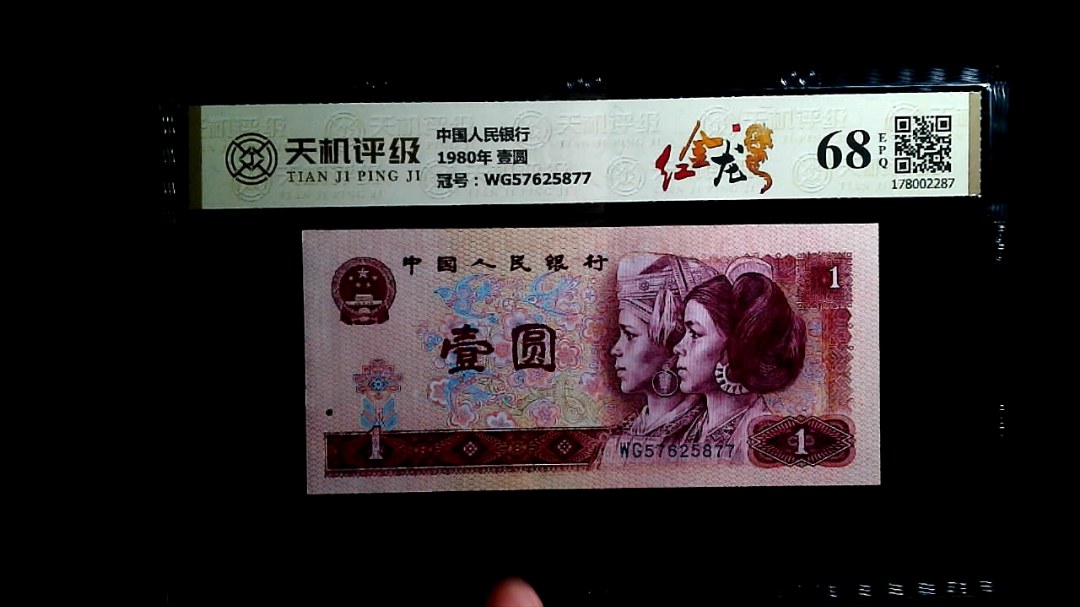 天机评级
TIAN JI PING JI
中国人民银行
1980年 壹圆
冠号：WG57625877
红金龙
68
EPQ
178002287
中国人民银行
1
壹圆
1
WG57625877
1